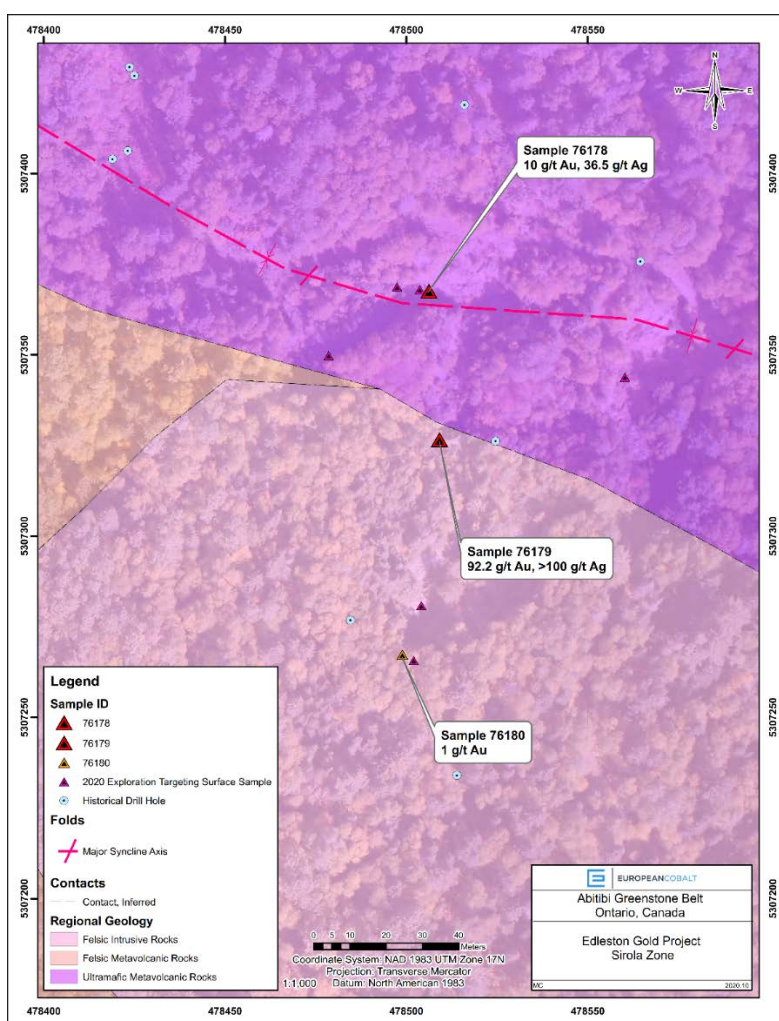 478400 478450 478500 478550
N
W E
S
5307400 5307400
Sample 76178
10 g/t Au, 36.5 g/t Ag
5307350 5307350
5307300 5307300
Sample 76179
92.2 g/t Au, >100 g/t Ag
5307250 5307250
Sample 76180
1 g/t Au
5307200 5307200
Legend
Sample ID
76178
76179
76180
2020 Exploration Targeting Surface Sample
Historical Drill Hole
Folds
Major Syncline Axis
Contacts
Contact, Inferred
Regional Geology
Felsic Intrusive Rocks
Felsic Metavolcanic Rocks
Ultramafic Metavolcanic Rocks
0 5 10 20 30 40
Meters
Coordinate System: NAD 1983 UTM Zone 17N
Projection: Transverse Mercator
1:1,000 Datum: North American 1983
EUROPEANCOBALT
Abitibi Greenstone Belt
Ontario, Canada
Edleston Gold Project
Sirola Zone
MC 2020.10
478400 478450 478500 478550